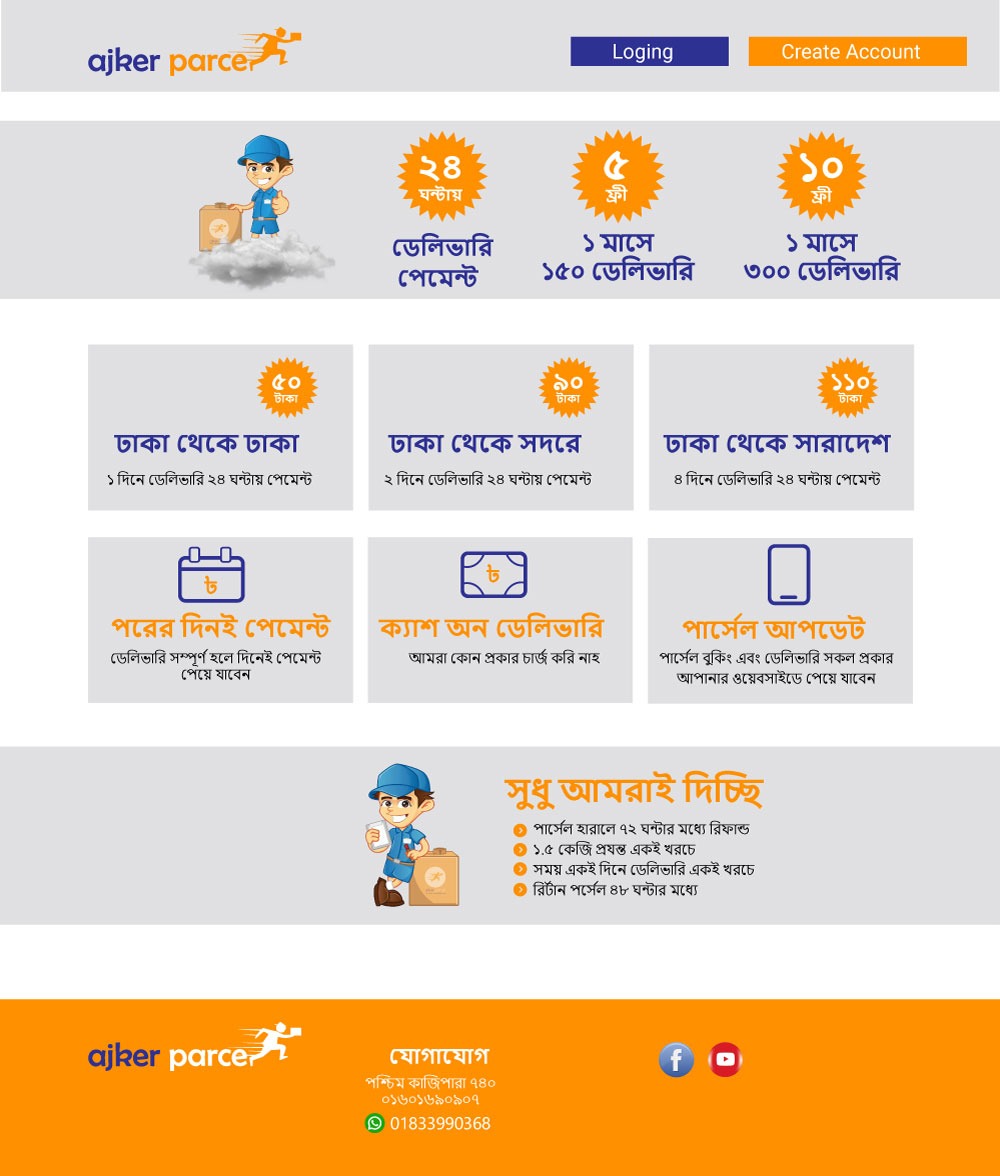 ajker parcel
Loging
Create Account
২৪
ঘন্টায়
ডেলিভারি
পেমেন্ট
৫
ফ্রী
১ মাসে
১৫০ ডেলিভারি
১০
ফ্রী
১ মাসে
৩০০ ডেলিভারি
৫০
টাকা
ঢাকা থেকে ঢাকা
১ দিনে ডেলিভারি ২৪ ঘন্টায় পেমেন্ট
৯০
টাকা
ঢাকা থেকে সদরে
২ দিনে ডেলিভারি ২৪ ঘন্টায় পেমেন্ট
১১০
টাকা
ঢাকা থেকে সারাদেশ
৪ দিনে ডেলিভারি ২৪ ঘন্টায় পেমেন্ট
৳
পরের দিনই পেমেন্ট
ডেলিভারি সম্পূর্ণ হলে দিনেই পেমেন্ট
পেয়ে যাবেন
৳
ক্যাশ অন ডেলিভারি
আমরা কোন প্রকার চার্জ করি নাহ
পার্সেল আপডেট
পার্সেল বুকিং এবং ডেলিভারি সকল প্রকার
আপানার ওয়েবসাইডে পেয়ে যাবেন
সুধু আমরাই দিচ্ছি
পার্সেল হারালে ৭২ ঘন্টার মধ্যে রিফান্ড
১.৫ কেজি প্রযন্ত একই খরচে
সময় একই দিনে ডেলিভারি একই খরচে
রির্টান পর্সেল ৪৮ ঘন্টার মধ্যে
ajker parcel
যোগাযোগ
পশ্চিম কাজিপারা ৭৪০
০১৬০১৬৯০৯০৭
01833990368